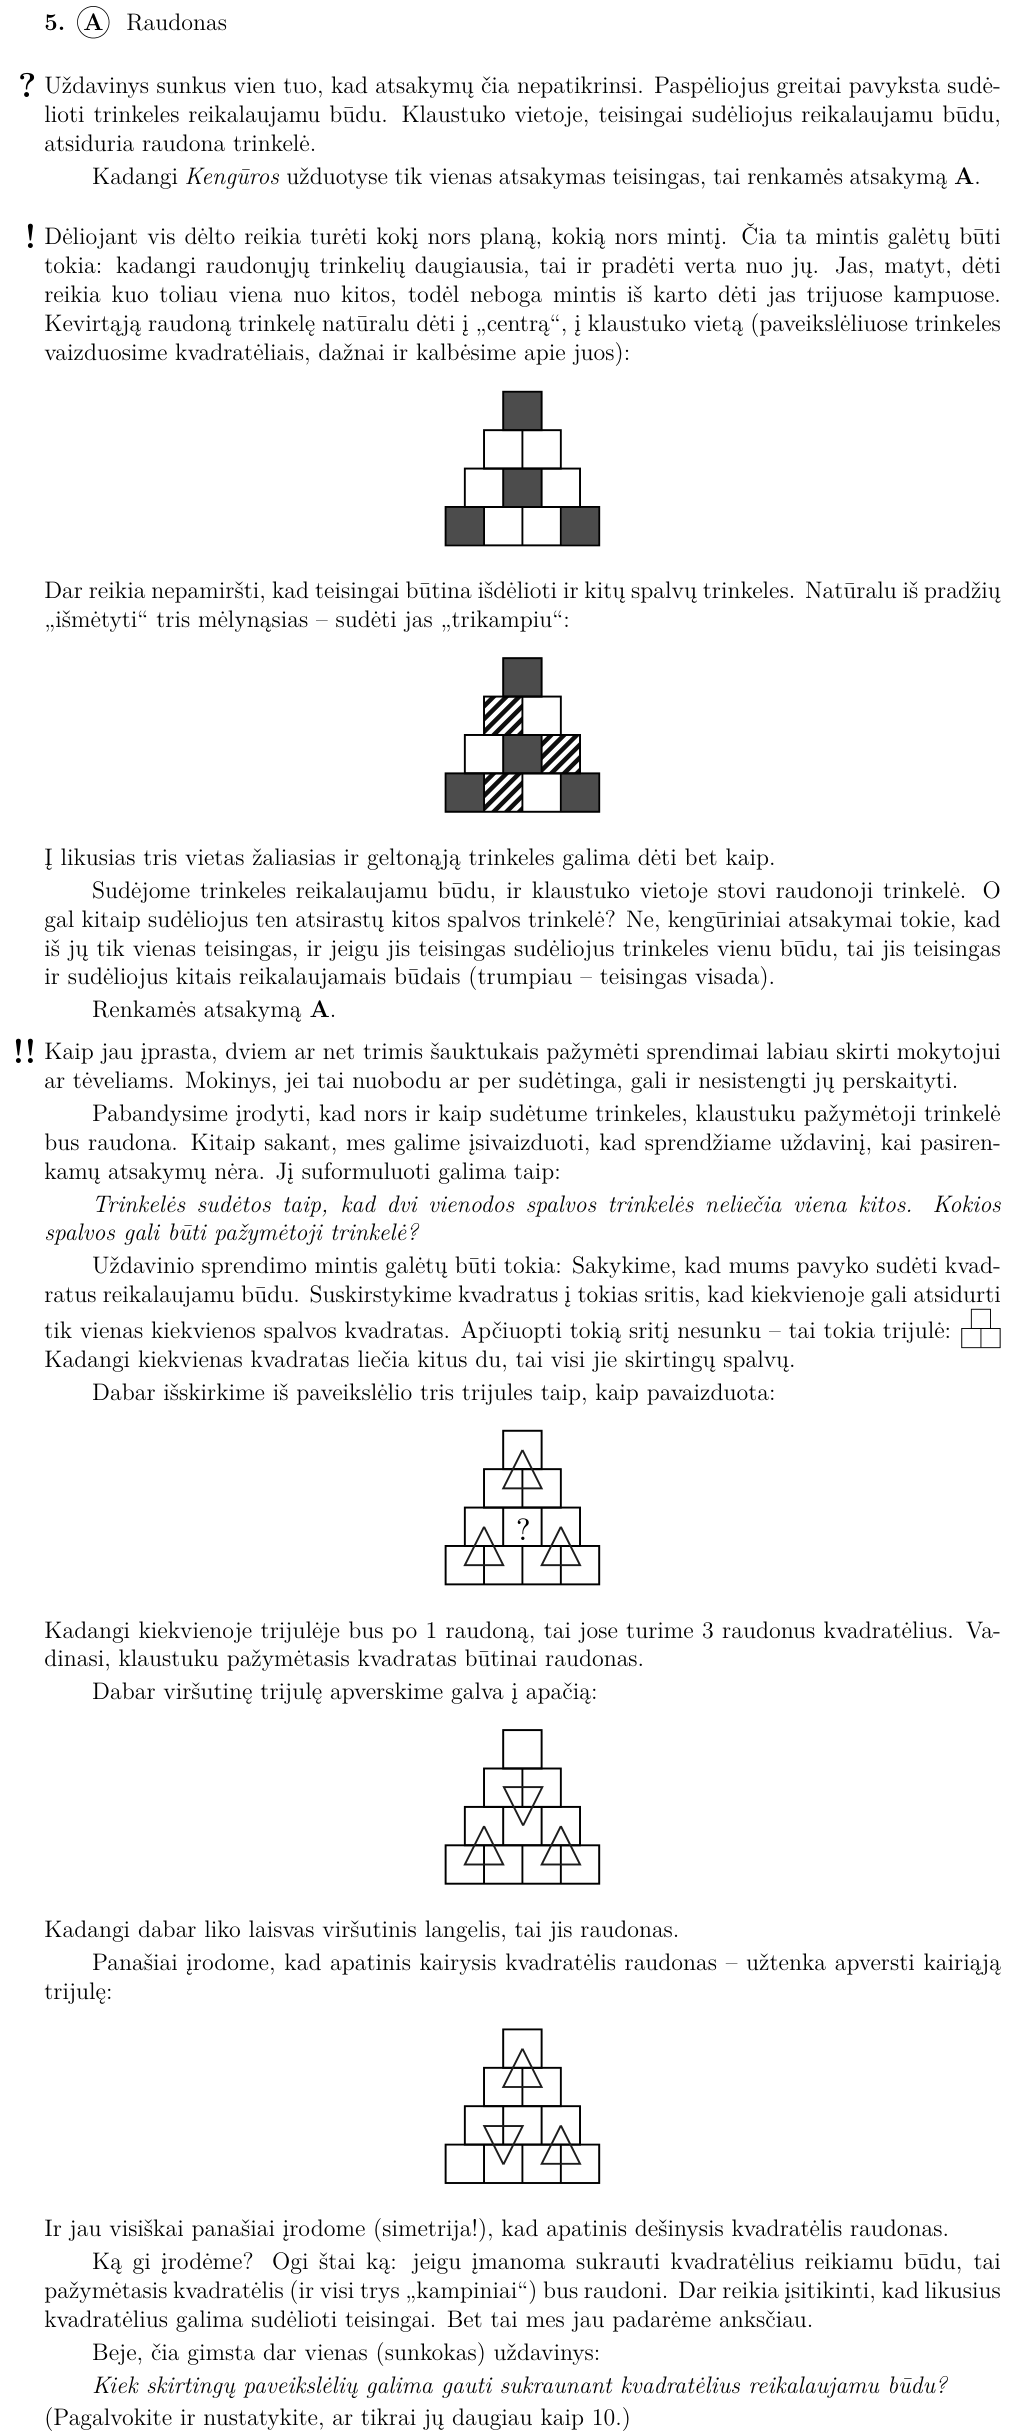 5. A Raudonas
? Uždavinys sunkus vien tuo, kad atsakymų čia nepatikrinsi. Paspėliojus greitai pavyksta sudė-
lioti trinkeles reikalaujamu būdu. Klaustuko vietoje, teisingai sudėliojus reikalaujamu būdu,
atsiduria raudona trinkelė.
Kadangi Kengūros užduotyse tik vienas atsakymas teisingas, tai renkamės atsakymą A.
! Dėliojant vis dėlto reikia turėti kokį nors planą, kokią nors mintį. Čia ta mintis galėtų būti
tokia: kadangi raudonųjų trinkelių daugiausia, tai ir pradėti verta nuo jų. Jas, matyt, dėti
reikia kuo toliau viena nuo kitos, todėl neboga mintis iš karto dėti jas trijuose kampuose.
Kevirtąją raudoną trinkelę natūralu dėti į „centrą“, į klaustuko vietą (paveikslėliuose trinkeles
vaizduosime kvadratėliais, dažnai ir kalbėsime apie juos):
Dar reikia nepamiršti, kad teisingai būtina išdėlioti ir kitų spalvų trinkeles. Natūralu iš pradžių
„išmėtyti“ tris mėlynąsias – sudėti jas „trikampiu“:
Į likusias tris vietas žaliasias ir geltonąją trinkeles galima dėti bet kaip.
Sudėjome trinkeles reikalaujamu būdu, ir klaustuko vietoje stovi raudonoji trinkelė. O
gal kitaip sudėliojus ten atsirastų kitos spalvos trinkelė? Ne, kengūriniai atsakymai tokie, kad
iš jų tik vienas teisingas, ir jeigu jis teisingas sudėliojus trinkeles vienu būdu, tai jis teisingas
ir sudėliojus kitais reikalaujamais būdais (trumpiau – teisingas visada).
Renkamės atsakymą A.
!! Kaip jau įprasta, dviem ar net trimis šauktukais pažymėti sprendimai labiau skirti mokytojui
ar tėveliams. Mokinys, jei tai nuobodu ar per sudėtinga, gali ir nesistengti jų perskaityti.
Pabandysime įrodyti, kad nors ir kaip sudėtume trinkeles, klaustuku pažymėtoji trinkelė
bus raudona. Kitaip sakant, mes galime įsivaizduoti, kad sprendžiame uždavinį, kai pasiren-
kamų atsakymų nėra. Jį suformuluoti galima taip:
Trinkelės sudėtos taip, kad dvi vienodos spalvos trinkelės neliečia viena kitos. Kokios
spalvos gali būti pažymėtoji trinkelė?
Uždavinio sprendimo mintis galėtų būti tokia: Sakykime, kad mums pavyko sudėti kvad-
ratus reikalaujamu būdu. Suskirstykime kvadratus į tokias sritis, kad kiekvienoje gali atsidurti
tik vienas kiekvienos spalvos kvadratas. Apčiuopti tokią sritį nesunku – tai tokia trijulė:
Kadangi kiekvienas kvadratas liečia kitus du, tai visi jie skirtingų spalvų.
Dabar išskirkime iš paveikslėlio tris trijules taip, kaip pavaizduota:
?
Kadangi kiekvienoje trijulėje bus po 1 raudoną, tai jose turime 3 raudonus kvadratėlius. Va-
dinasi, klaustuku pažymėtasis kvadratas būtinai raudonas.
Dabar viršutinę trijulę apverskime galva į apačią:
Kadangi dabar liko laisvas viršutinis langelis, tai jis raudonas.
Panašiai įrodome, kad apatinis kairysis kvadratėlis raudonas – užtenka apversti kairiąją
trijulę:
Ir jau visiškai panašiai įrodome (simetrija!), kad apatinis dešinysis kvadratėlis raudonas.
Ką gi įrodėme? Ogi štai ką: jeigu įmanoma sukrauti kvadratėlius reikiamu būdu, tai
pažymėtasis kvadratėlis (ir visi trys „kampiniai“) bus raudoni. Dar reikia įsitikinti, kad likusius
kvadratėlius galima sudėlioti teisingai. Bet tai mes jau padarėme anksčiau.
Beje, čia gimsta dar vienas (sunkokas) uždavinys:
Kiek skirtingų paveikslėlių galima gauti sukraunant kvadratėlius reikalaujamu būdu?
(Pagalvokite ir nustatykite, ar tikrai jų daugiau kaip 10.)